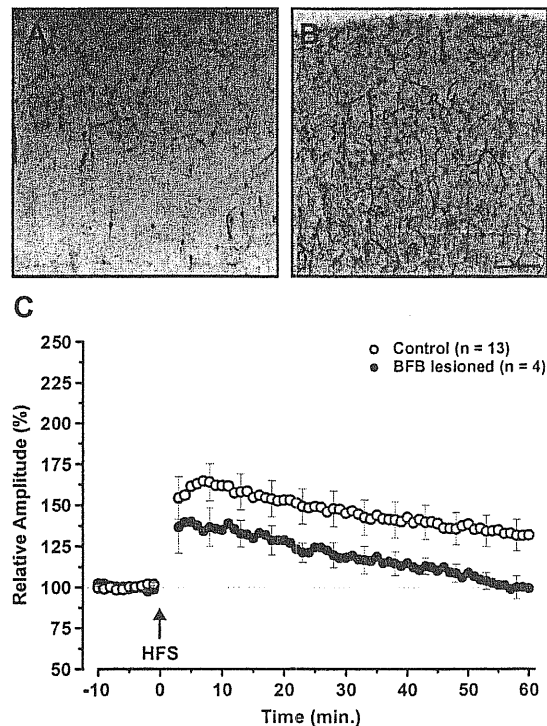 A
B
C
250
225
200
175
150
125
100
75
50
Relative Amplitude (%)
Control (n = 13)
BFB lesioned (n = 4)
HFS
-10 0 10 20 30 40 50 60
Time (min.)